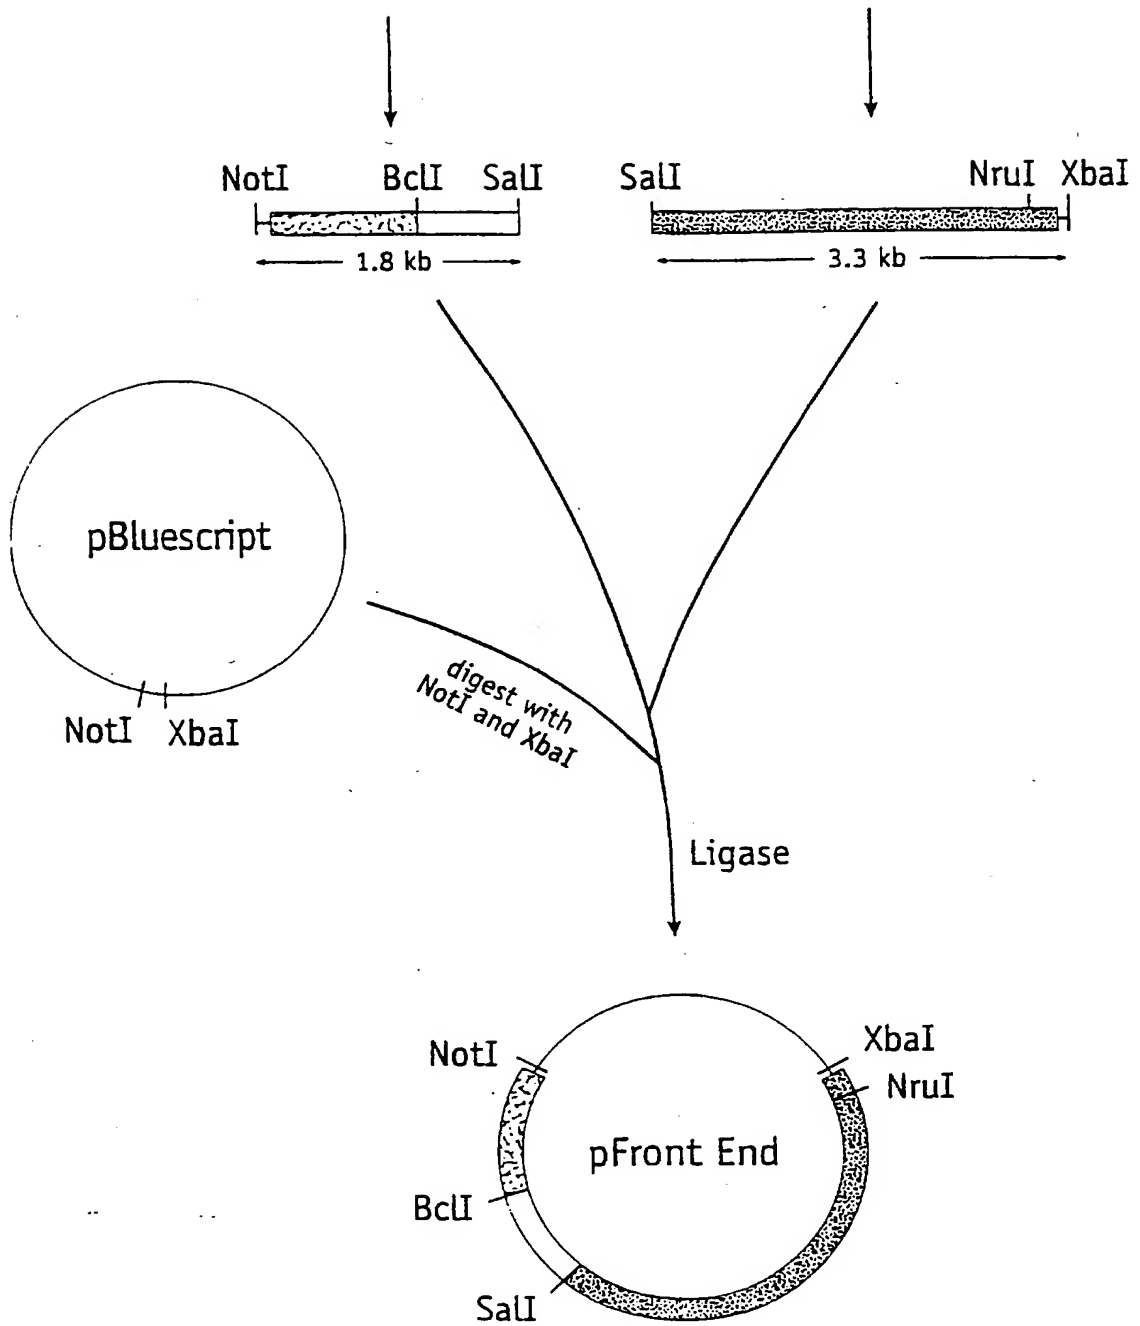 NotI BclI SalI SalI NruI XbaI
1.8 kb 3.3 kb
pBluescript
NotI XbaI
digest with
NotI and XbaI
Ligase
NotI XbaI
NruI
pFront End
BclI
SalI